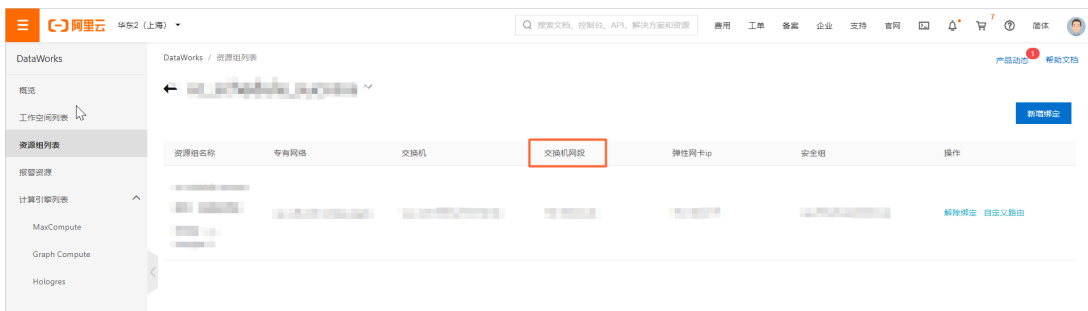 阿里云 华东2（上海） 搜索文档、控制台、API、解决方案和资源 费用 工单 备案 企业 支持 官网 7 简体
DataWorks DataWorks / 资源组列表 产品动态 1 帮助文档
概览
工作空间列表 新增绑定
资源组列表 资源组名称 专有网络 交换机 交换机网段 弹性网卡ip 安全组 操作
报警资源
计算引擎列表 解除绑定 自定义路由
MaxCompute
Graph Compute
Hologres